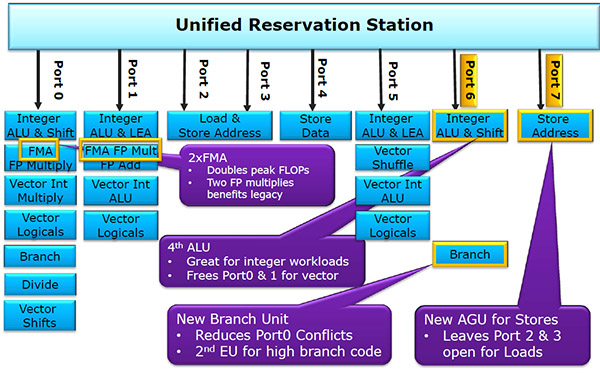 Unified Reservation Station
Port 0
Port 1
Port 2
Port 3
Port 4
Port 5
Port 6
Port 7
Integer
ALU & Shift
FMA
FP Multiply
Vector Int
Multiply
Vector
Logicals
Branch
Divide
Vector
Shifts
Integer
ALU & LEA
FMA FP Mult
FP Add
Vector Int
ALU
Vector
Logicals
Load &
Store Address
Store
Data
Integer
ALU & LEA
Vector
Shuffle
Vector Int
ALU
Vector
Logicals
Integer
ALU & Shift
Branch
Store
Address
2xFMA
• Doubles peak FLOPs
• Two FP multiplies
benefits legacy
4th ALU
• Great for integer workloads
• Frees Port0 & 1 for vector
New Branch Unit
• Reduces Port0 Conflicts
• 2nd EU for high branch code
New AGU for Stores
• Leaves Port 2 & 3
open for Loads